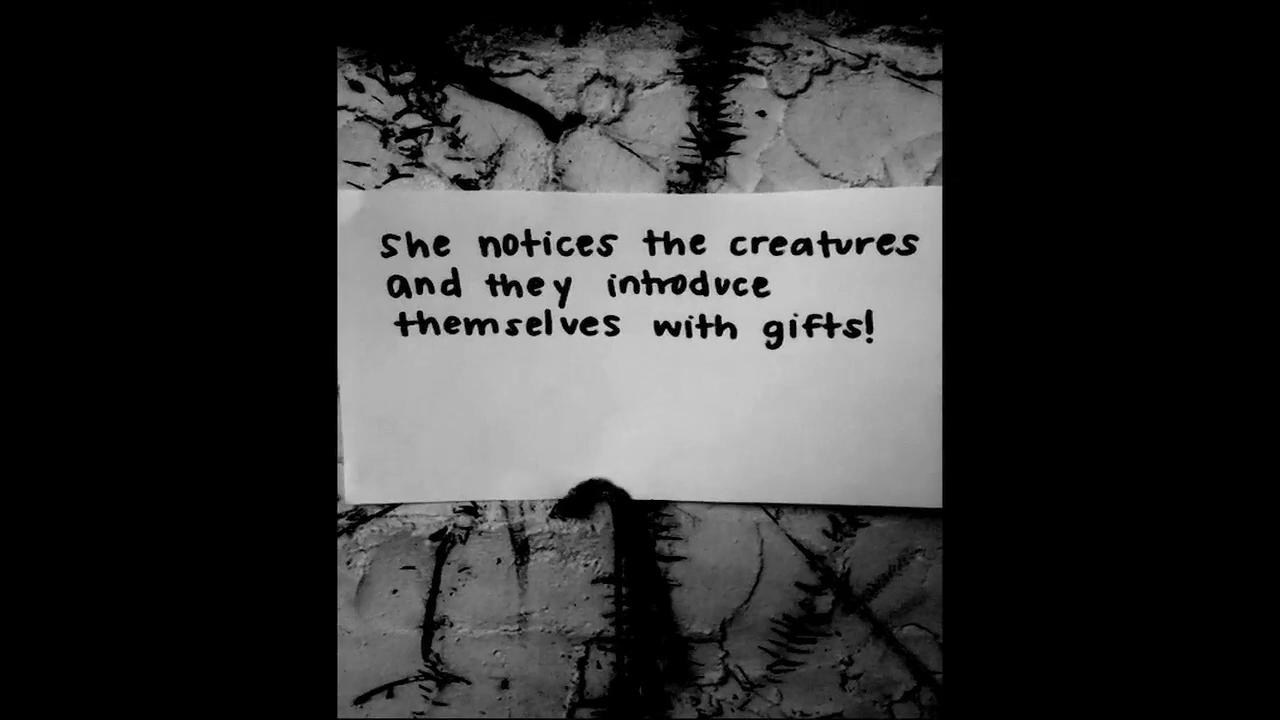 she notices the creatures
and they introduce
themselves with gifts!